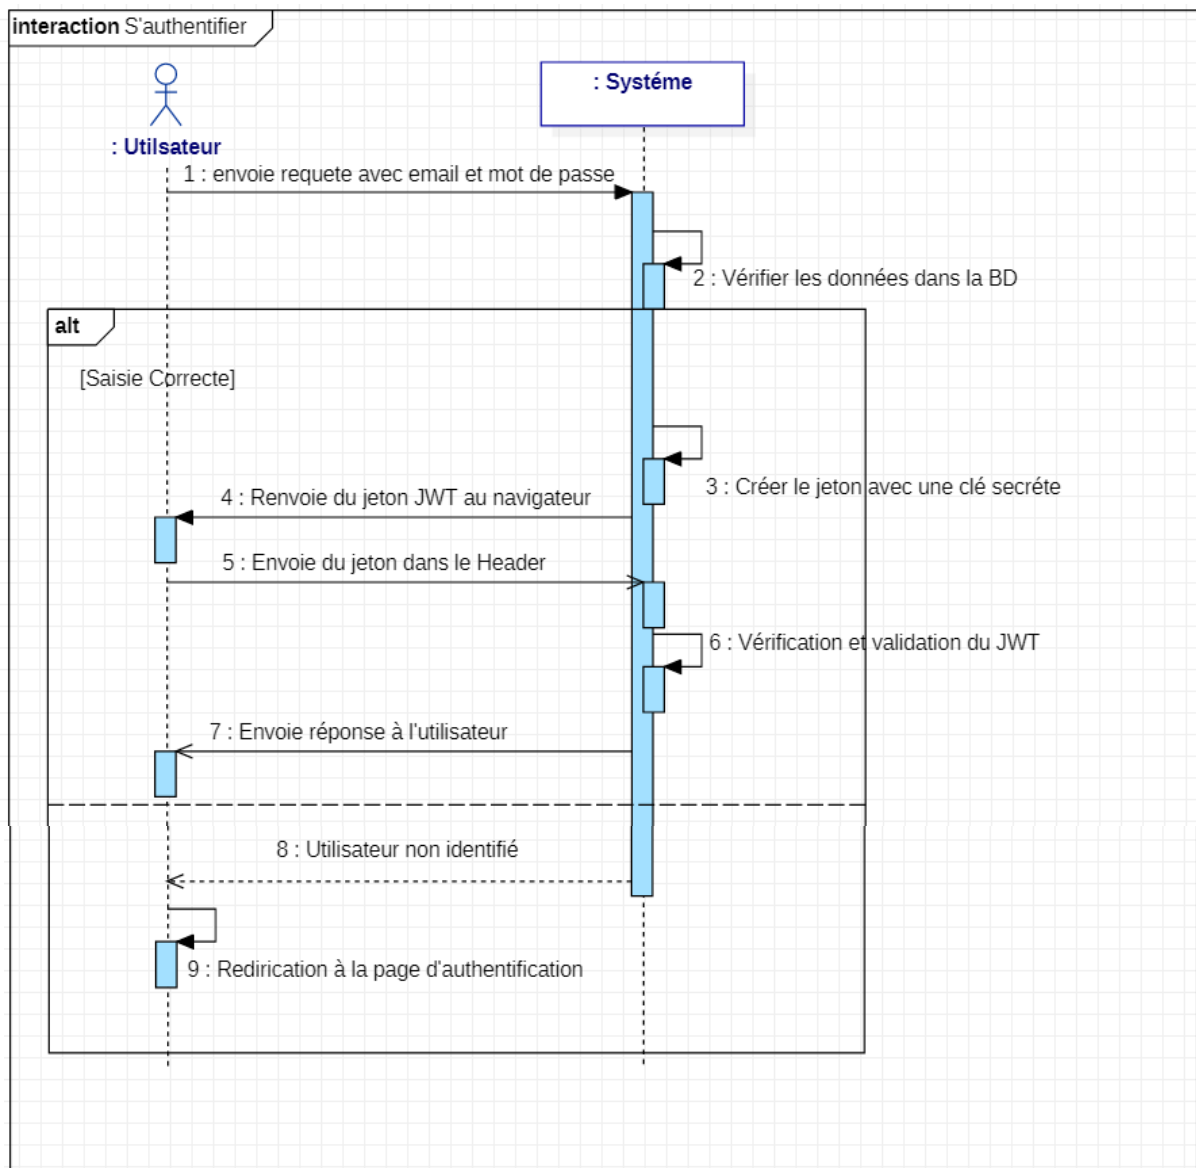 interaction S'authentifier
: Utilsateur
: Systéme
1 : envoie requete avec email et mot de passe
2 : Vérifier les données dans la BD
alt
[Saisie Correcte]
3 : Créer le jeton avec une clé secréte
4 : Renvoie du jeton JWT au navigateur
5 : Envoie du jeton dans le Header
6 : Vérification et validation du JWT
7 : Envoie réponse à l'utilisateur
8 : Utilisateur non identifié
9 : Redirication à la page d'authentification